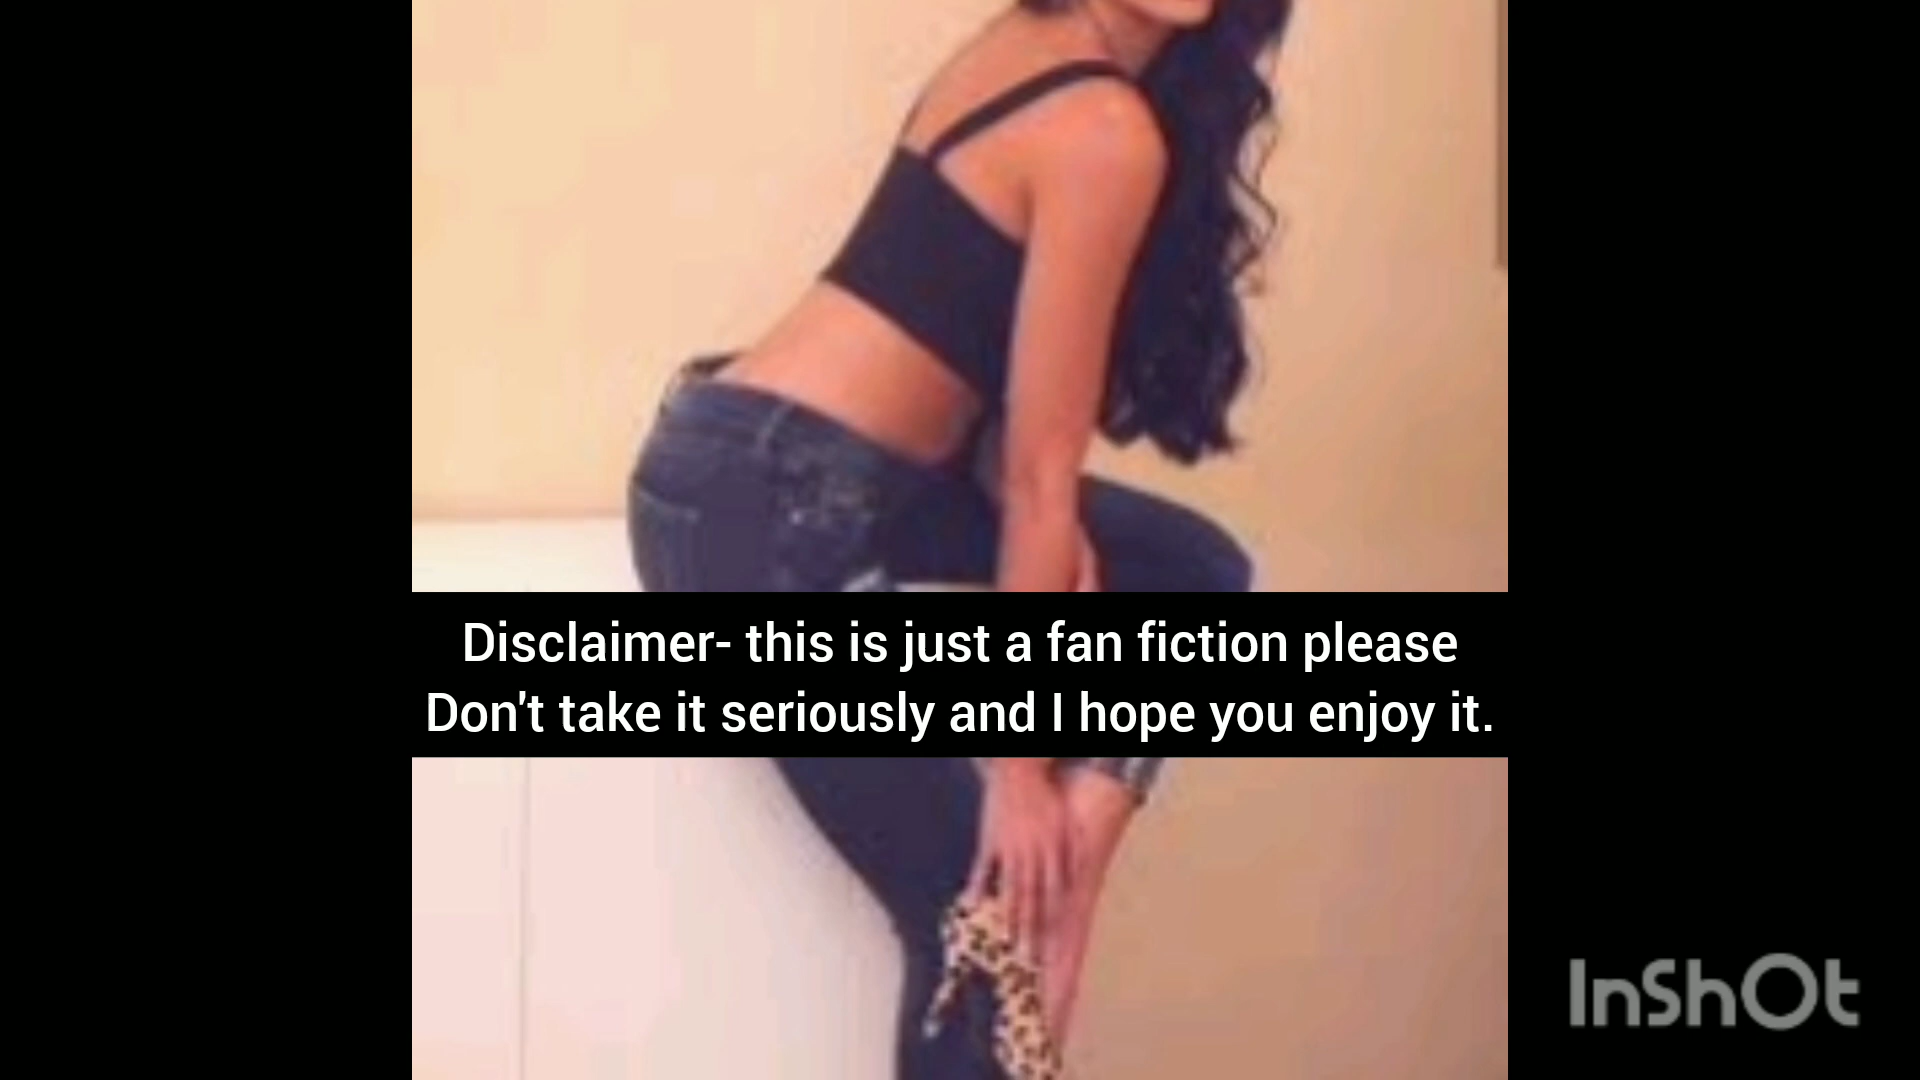 Disclaimer- this is just a fan fiction please
Don't take it seriously and I hope you enjoy it.
InShOt